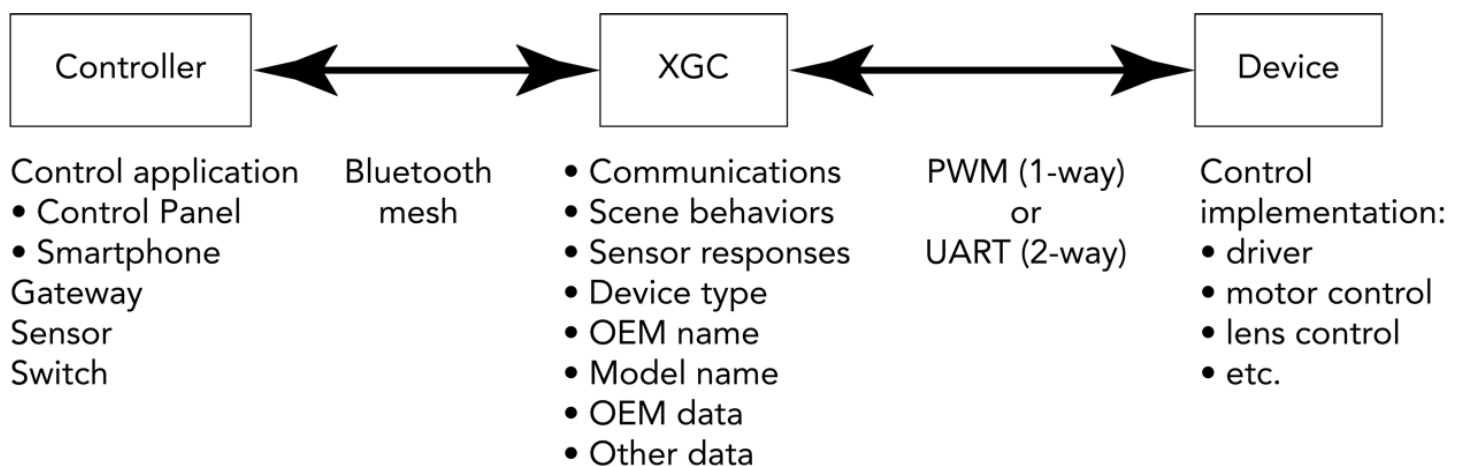 Controller
XGC
Device
Control application
• Control Panel
• Smartphone
Gateway
Sensor
Switch
Bluetooth
mesh
• Communications
• Scene behaviors
• Sensor responses
• Device type
• OEM name
• Model name
• OEM data
• Other data
PWM (1-way)
or
UART (2-way)
Control
implementation:
• driver
• motor control
• lens control
• etc.